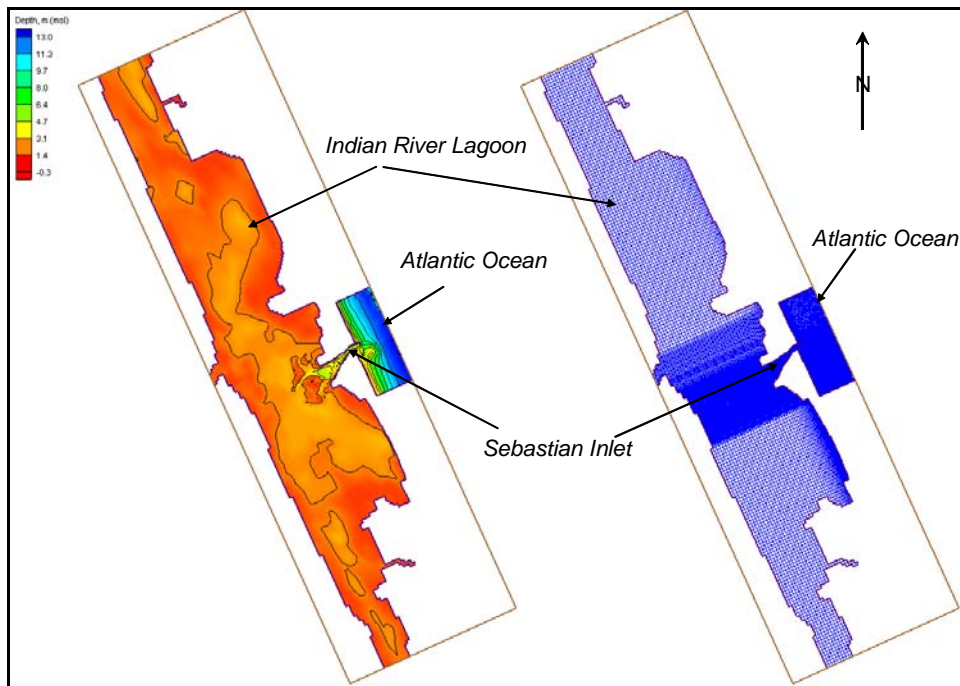 Depth, m (msl)
13.0
11.3
9.7
8.0
6.4
4.7
3.1
1.4
-0.3
N
Indian River Lagoon
Atlantic Ocean
Atlantic Ocean
Sebastian Inlet